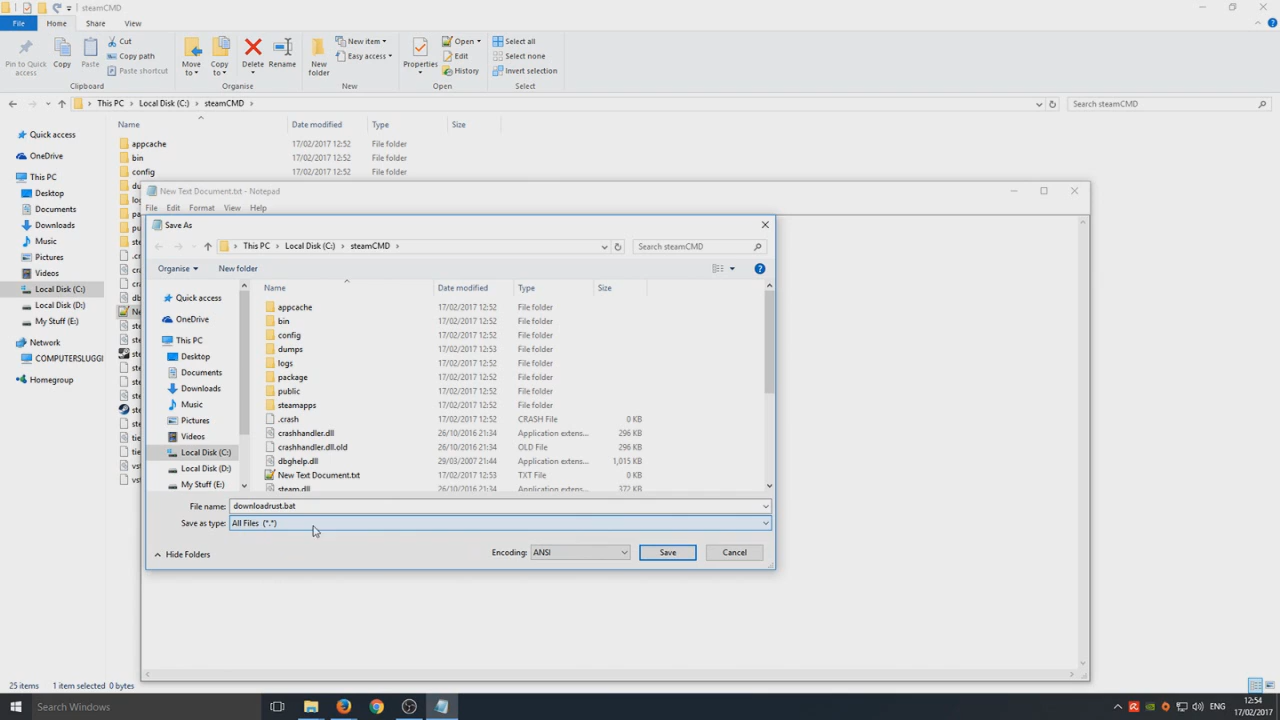 steamCMD
File Home Share View
Pin to Quick access
Copy
Paste
Cut
Copy path
Paste shortcut
Clipboard
Move to
Copy to
Delete
Rename
Organise
New folder
New item
Easy access
New
Properties
Open
Edit
History
Open
Select all
Select none
Invert selection
Select
This PC Local Disk (C:) steamCMD
Search steamCMD
Name Date modified Type Size
Quick access
OneDrive
This PC
Desktop
Documents
Downloads
Music
Pictures
Videos
Local Disk (C:)
Local Disk (D:)
My Stuff (E:)
Network
COMPUTERSLUGGI
Homegroup
appcache 17/02/2017 12:52 File folder
bin 17/02/2017 12:52 File folder
config 17/02/2017 12:52 File folder
New Text Document.txt - Notepad
File Edit Format View Help
Save As
This PC Local Disk (C:) steamCMD
Search steamCMD
Organise New folder
Quick access
OneDrive
This PC
Desktop
Documents
Downloads
Music
Pictures
Videos
Local Disk (C:)
Local Disk (D:)
My Stuff (E:)
Name Date modified Type Size
appcache 17/02/2017 12:52 File folder
bin 17/02/2017 12:52 File folder
config 17/02/2017 12:52 File folder
dumps 17/02/2017 12:53 File folder
logs 17/02/2017 12:52 File folder
package 17/02/2017 12:52 File folder
public 17/02/2017 12:52 File folder
steamapps 17/02/2017 12:52 File folder
.crash 17/02/2017 12:52 CRASH File 0 KB
crashhandler.dll 26/10/2016 21:34 Application extens... 296 KB
crashhandler.dll.old 26/10/2016 21:34 OLD File 296 KB
dbghelp.dll 29/03/2007 21:44 Application extens... 1,015 KB
New Text Document.txt 17/02/2017 12:53 TXT File 0 KB
steam.dll 26/10/2016 21:34 Application extens... 372 KB
File name: downloadrust.bat
Save as type: All Files (*.*)
Hide Folders
Encoding: ANSI
Save
Cancel
25 items 1 item selected 0 bytes
Search Windows
ENG
12:54
17/02/2017